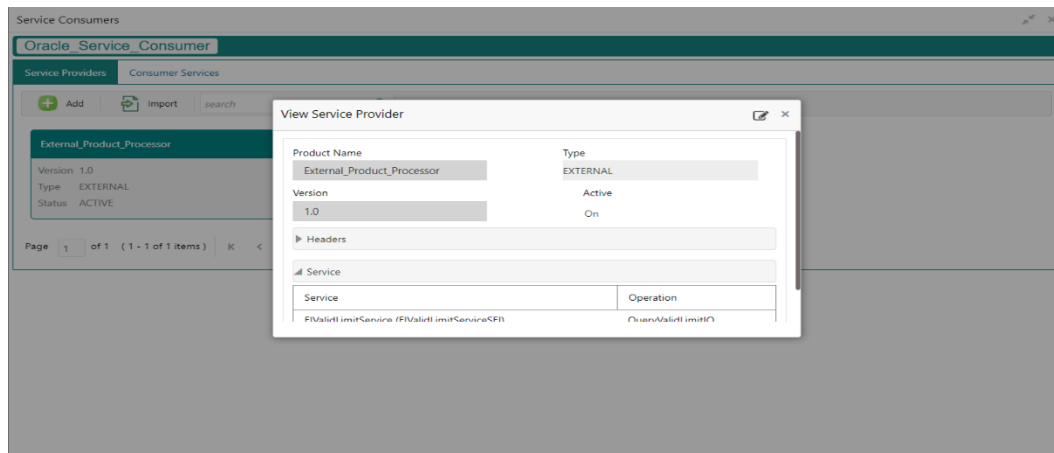 Service Consumers
Oracle_Service_Consumer
Service Providers Consumer Services
Add Import search
External_Product_Processor
Version 1.0
Type EXTERNAL
Status ACTIVE
Page 1 of 1 (1 - 1 of 1 items)
View Service Provider
Product Name Type
External_Product_Processor EXTERNAL
Version Active
1.0 On
Headers
Service
Service Operation